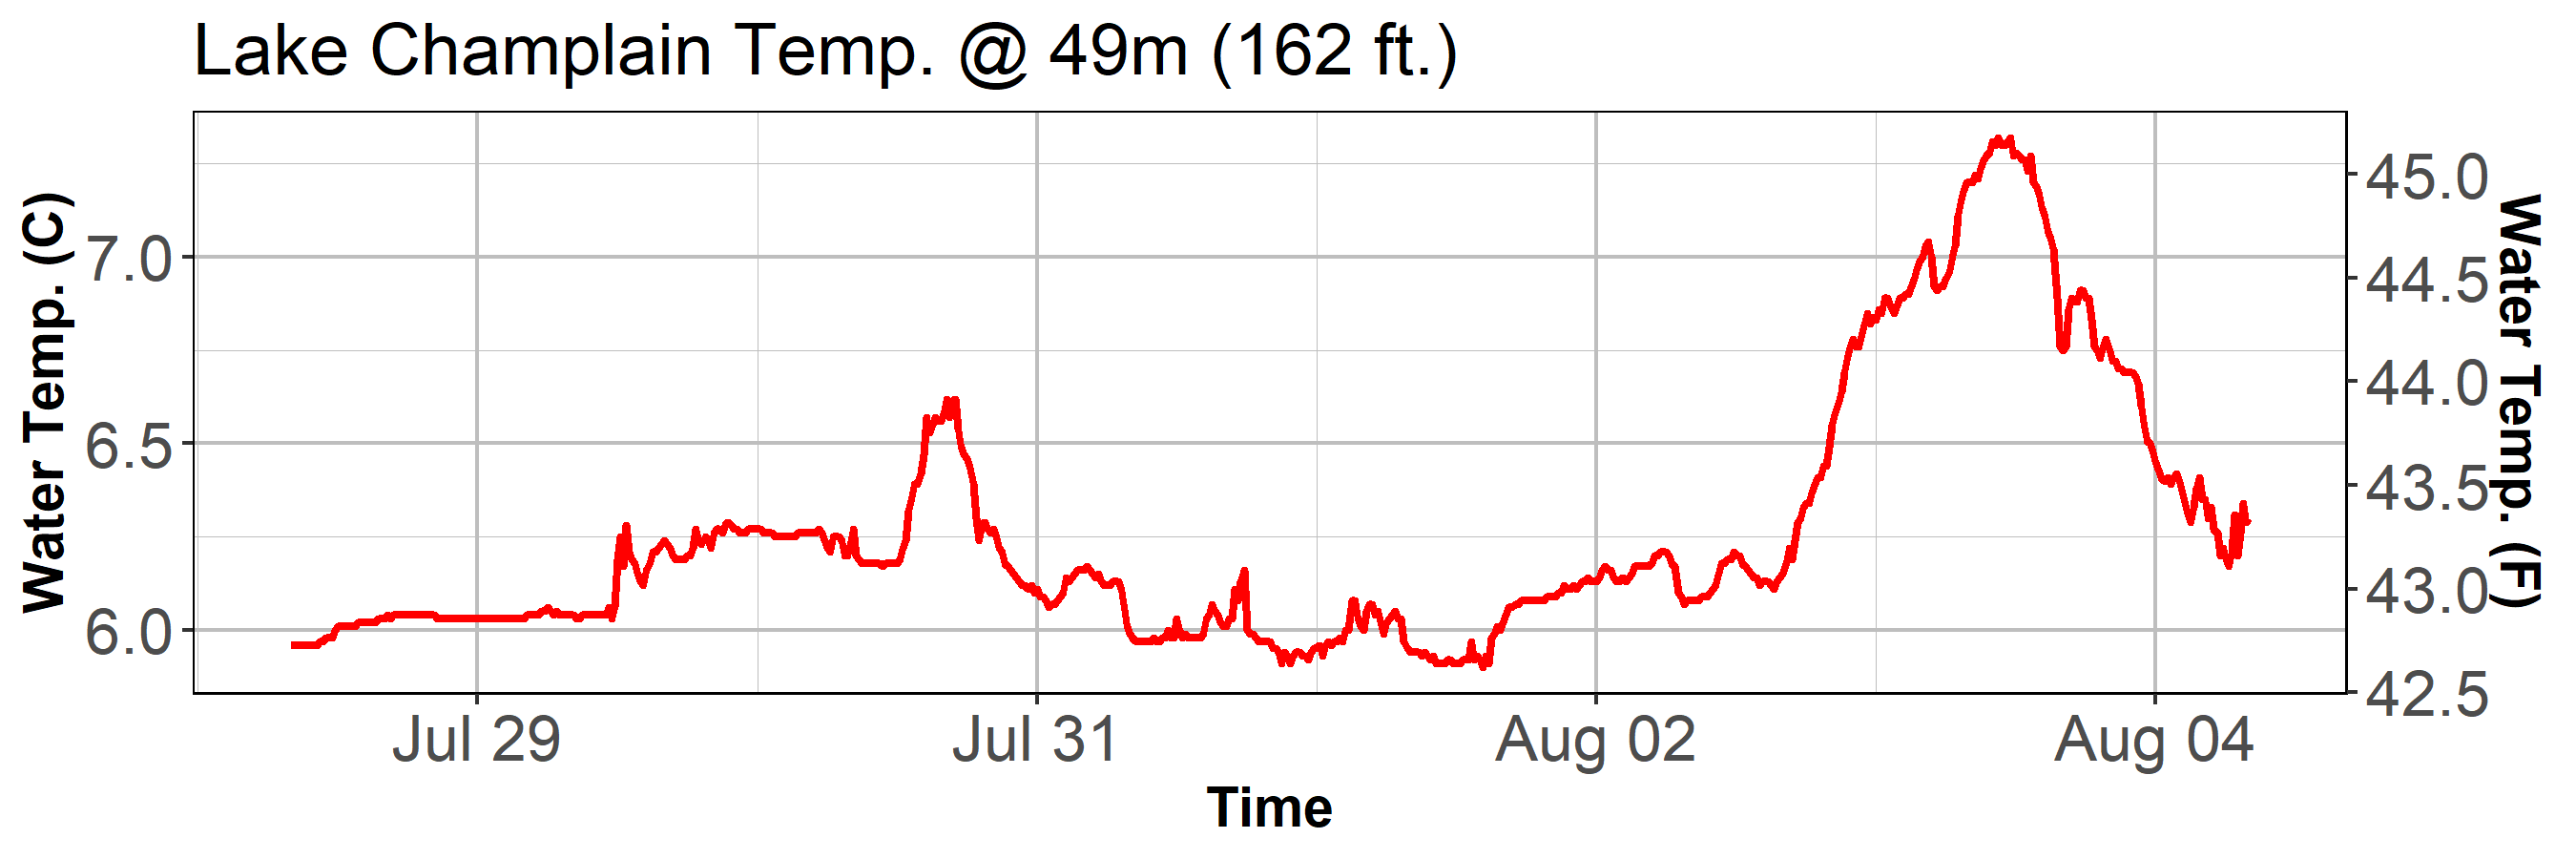 Lake Champlain Temp. @ 49m (162 ft.)
Water Temp. (C)
7.0
6.5
6.0
45.0
44.5
44.0
43.5
43.0
42.5
Water Temp. (F)
Jul 29 Jul 31 Aug 02 Aug 04
Time